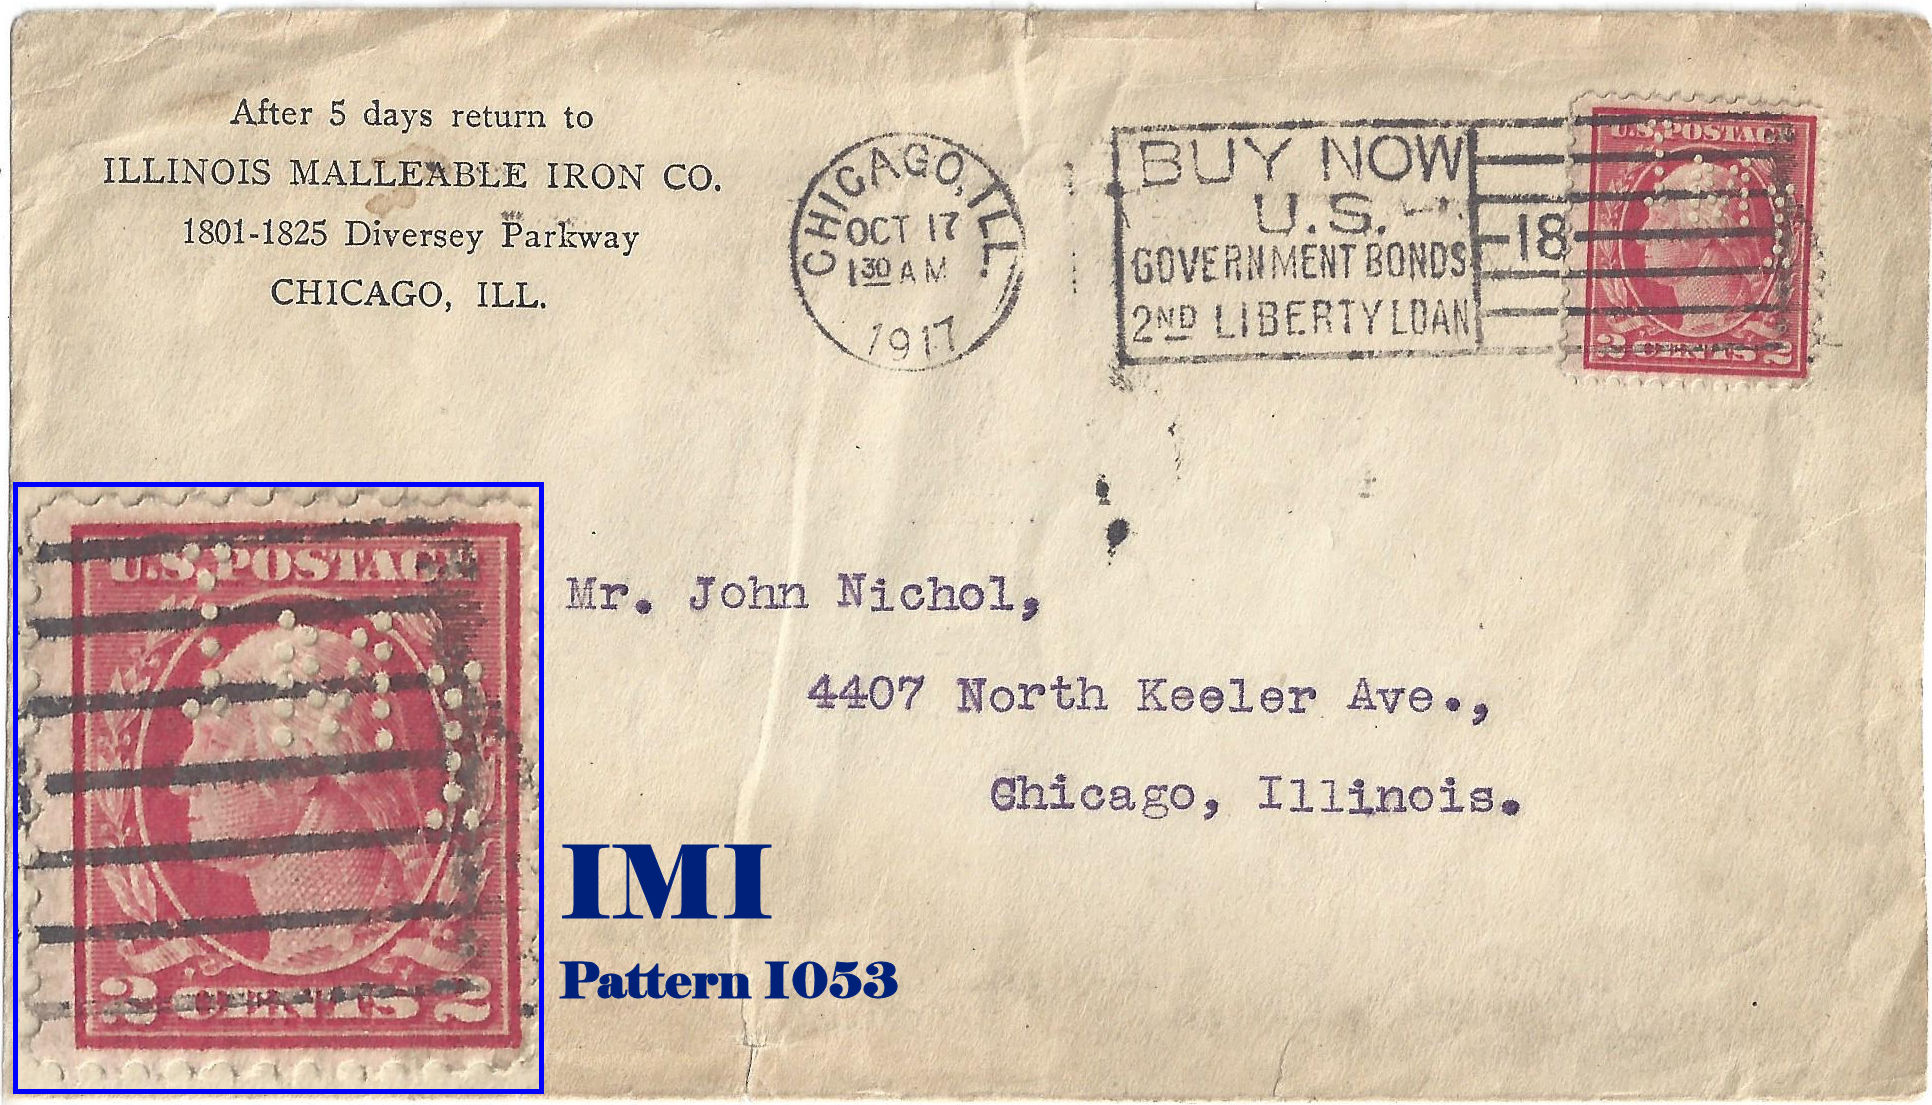 After 5 days return to
ILLINOIS MALLEABLE IRON CO.
1801-1825 Diversey Parkway
CHICAGO, ILL.
CHICAGO, ILL.
OCT 17
1 30 AM
1917
BUY NOW
U.S.
GOVERNMENT BONDS
2ND LIBERTY LOAN
18
U.S. POSTAGE
2 CENTS 2
Mr. John Nichol,
4407 North Keeler Ave.,
Chicago, Illinois.
U.S. POSTAGE
2 CENTS 2
IMI
Pattern I053